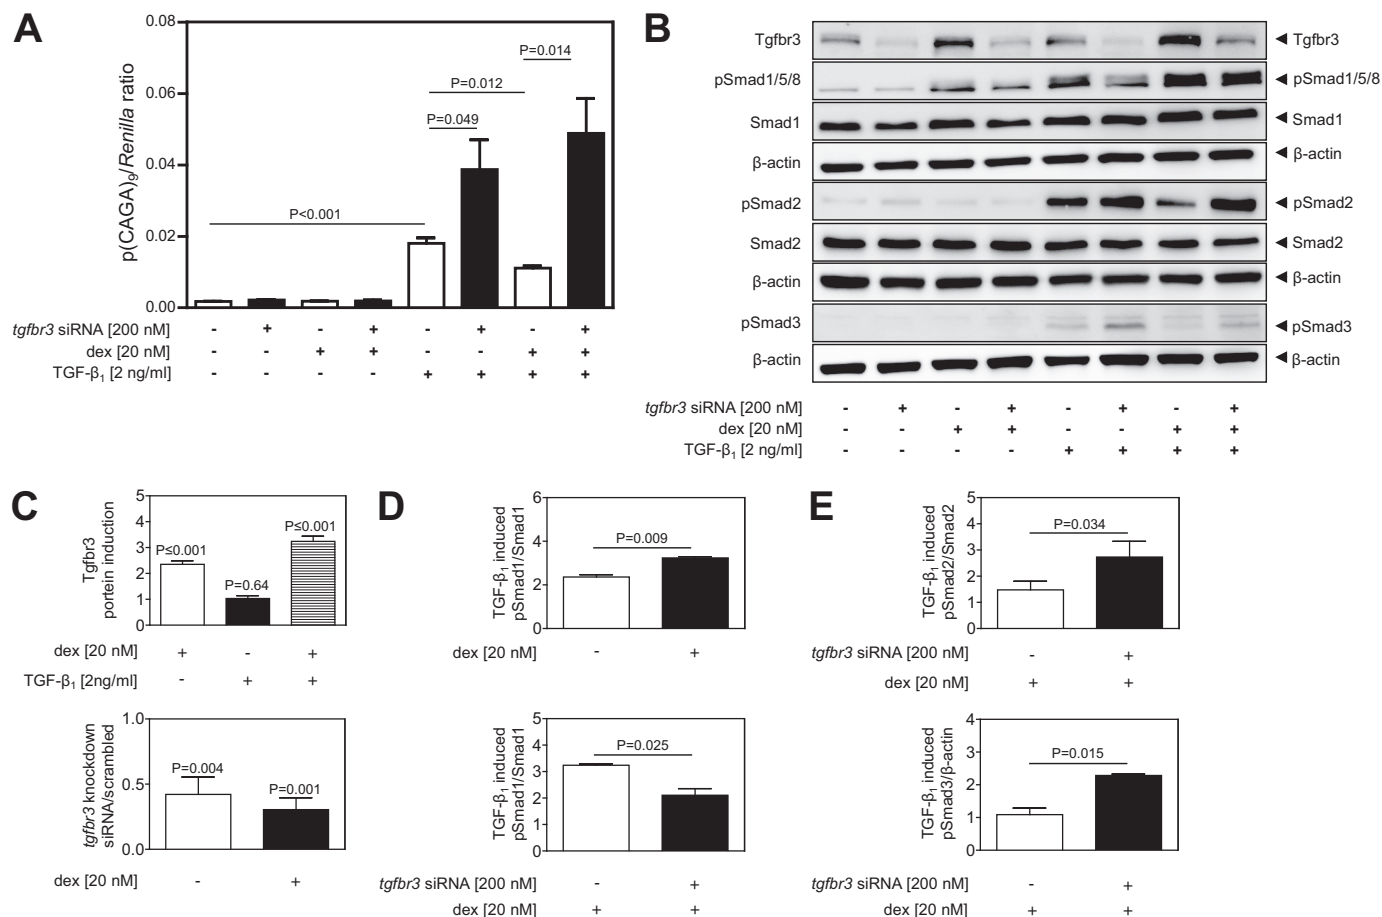 A
p(CAGA)₉/Renilla ratio
0.08
0.06
0.04
0.02
0.00
P<0.001
P=0.049
P=0.012
P=0.014
tgfbr3 siRNA [200 nM] - + - + - + - +
dex [20 nM] - - + + - - + +
TGF-β₁ [2 ng/ml] - - - - + + + +
B
Tgfbr3 Tgfbr3
pSmad1/5/8 pSmad1/5/8
Smad1 Smad1
β-actin β-actin
pSmad2 pSmad2
Smad2 Smad2
β-actin β-actin
pSmad3 pSmad3
β-actin β-actin
tgfbr3 siRNA [200 nM] - + - + - + - +
dex [20 nM] - - + + - - + +
TGF-β₁ [2 ng/ml] - - - - + + + +
C
Tgfbr3
portein induction
5
4
3
2
1
0
P≤0.001
P=0.64
P≤0.001
dex [20 nM] + - +
TGF-β₁ [2ng/ml] - + +
tgfbr3 knockdown
siRNA/scrambled
1.0
0.5
0.0
P=0.004
P=0.001
dex [20 nM] - +
D
TGF-β₁ induced
pSmad1/Smad1
6
4
2
0
P=0.009
dex [20 nM] - +
TGF-β₁ induced
pSmad1/Smad1
5
4
3
2
1
0
P=0.025
tgfbr3 siRNA [200 nM] - +
dex [20 nM] + +
E
TGF-β₁ induced
pSmad2/Smad2
5
4
3
2
1
0
P=0.034
tgfbr3 siRNA [200 nM] - +
dex [20 nM] + +
TGF-β₁ induced
pSmad3/β-actin
4
3
2
1
0
P=0.015
tgfbr3 siRNA [200 nM] - +
dex [20 nM] + +